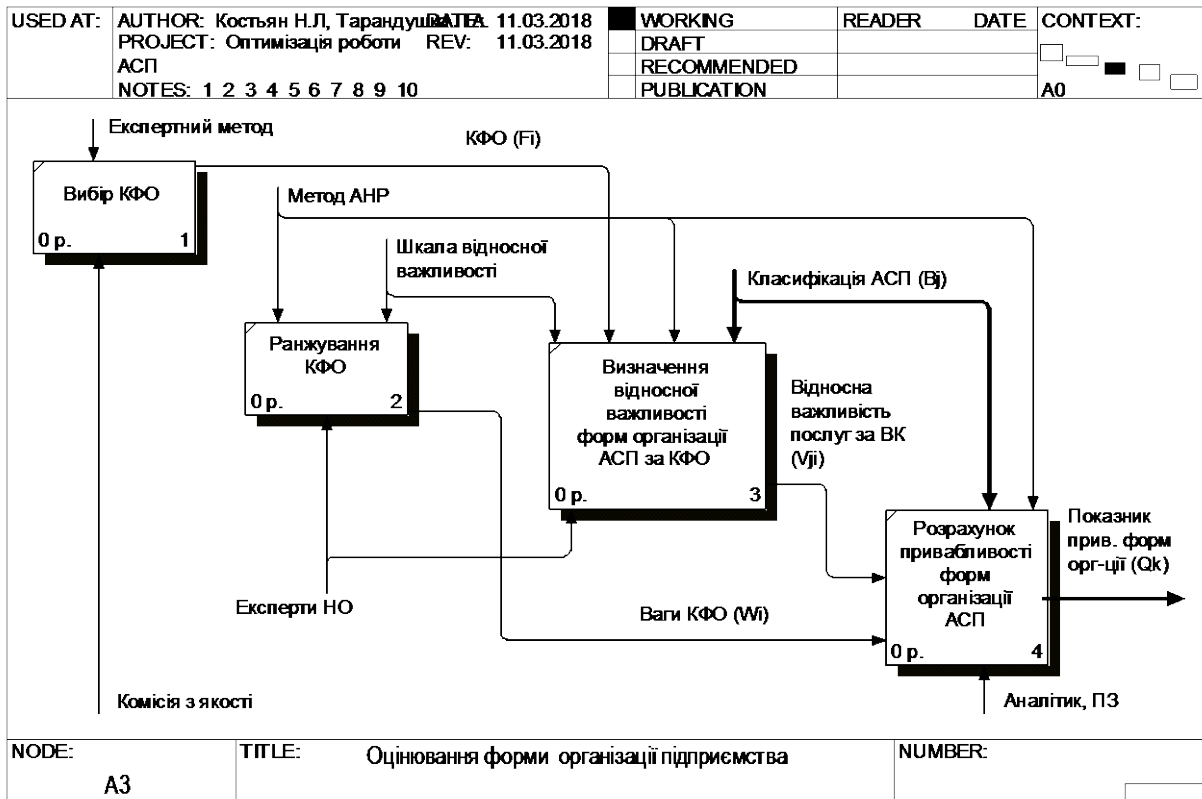 USED AT:
AUTHOR: Костьян Н.Л, Тарандушка
DATE: 11.03.2018
PROJECT: Оптимізація роботи
АСП
REV: 11.03.2018
NOTES: 1 2 3 4 5 6 7 8 9 10
WORKING
DRAFT
RECOMMENDED
PUBLICATION
READER DATE
CONTEXT:
A0
Експертний метод
КФО (Fi)
Вибір КФО
0 р. 1
Метод АНР
Шкала відносної
важливості
Класифікація АСП (Bj)
Ранжування
КФО
0 р. 2
Визначення
відносної
важливості
форм організації
АСП за КФО
0 р. 3
Відносна
важливість
послуг за ВК
(Vji)
Розрахунок
привабливості
форм
організації
АСП
0 р. 4
Показник
прив. форм
орг-ції (Qk)
Експерти НО
Ваги КФО (Wi)
Комісія з якості
Аналітик, ПЗ
NODE:
A3
TITLE:
Оцінювання форми організації підприємства
NUMBER: